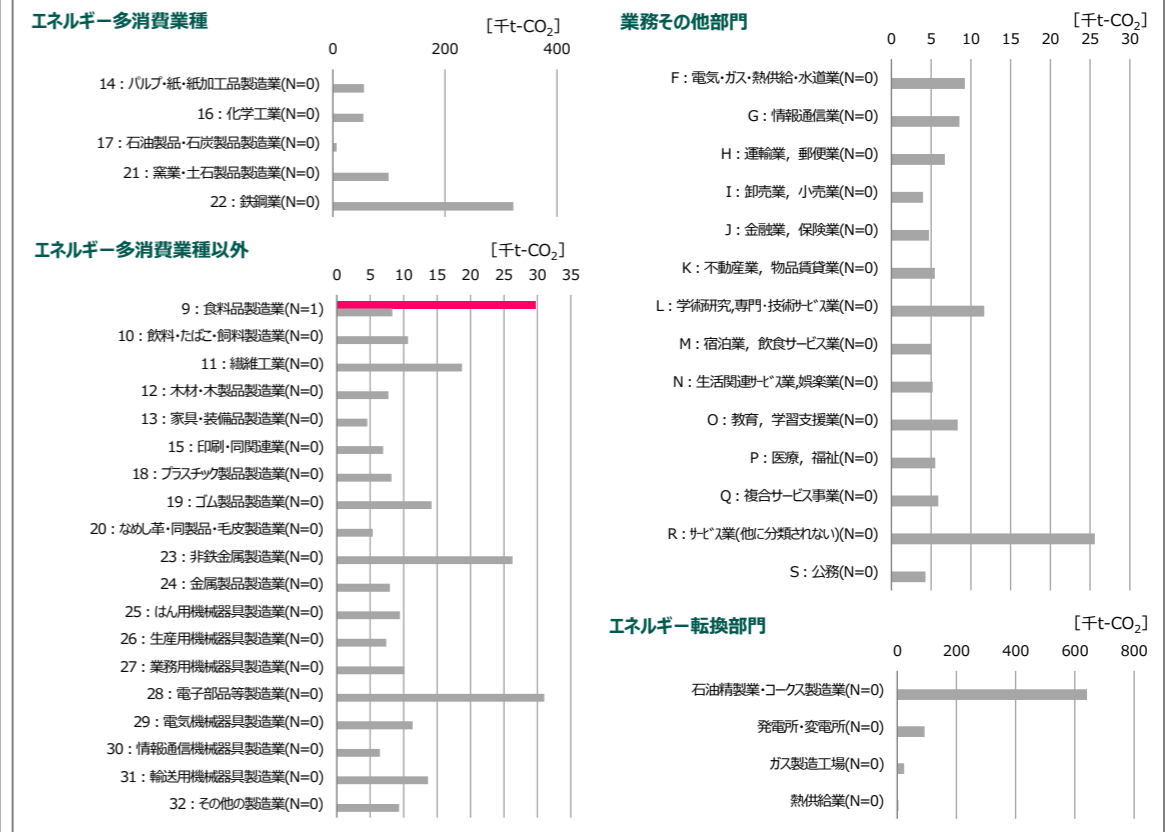 エネルギー多消費業種
[千t-CO₂]
0 200 400
14：パルプ・紙・紙加工品製造業(N=0)
16：化学工業(N=0)
17：石油製品・石炭製品製造業(N=0)
21：窯業・土石製品製造業(N=0)
22：鉄鋼業(N=0)
エネルギー多消費業種以外
[千t-CO₂]
0 5 10 15 20 25 30 35
9：食料品製造業(N=1)
10：飲料・たばこ・飼料製造業(N=0)
11：繊維工業(N=0)
12：木材・木製品製造業(N=0)
13：家具・装備品製造業(N=0)
15：印刷・同関連業(N=0)
18：プラスチック製品製造業(N=0)
19：ゴム製品製造業(N=0)
20：なめし革・同製品・毛皮製造業(N=0)
23：非鉄金属製造業(N=0)
24：金属製品製造業(N=0)
25：はん用機械器具製造業(N=0)
26：生産用機械器具製造業(N=0)
27：業務用機械器具製造業(N=0)
28：電子部品等製造業(N=0)
29：電気機械器具製造業(N=0)
30：情報通信機械器具製造業(N=0)
31：輸送用機械器具製造業(N=0)
32：その他の製造業(N=0)
業務その他部門
[千t-CO₂]
0 5 10 15 20 25 30
F：電気・ガス・熱供給・水道業(N=0)
G：情報通信業(N=0)
H：運輸業，郵便業(N=0)
I：卸売業，小売業(N=0)
J：金融業，保険業(N=0)
K：不動産業，物品賃貸業(N=0)
L：学術研究,専門・技術サービス業(N=0)
M：宿泊業，飲食サービス業(N=0)
N：生活関連サービス業,娯楽業(N=0)
O：教育，学習支援業(N=0)
P：医療，福祉(N=0)
Q：複合サービス事業(N=0)
R：サービス業(他に分類されない)(N=0)
S：公務(N=0)
エネルギー転換部門
[千t-CO₂]
0 200 400 600 800
石油精製業・コークス製造業(N=0)
発電所・変電所(N=0)
ガス製造工場(N=0)
熱供給業(N=0)